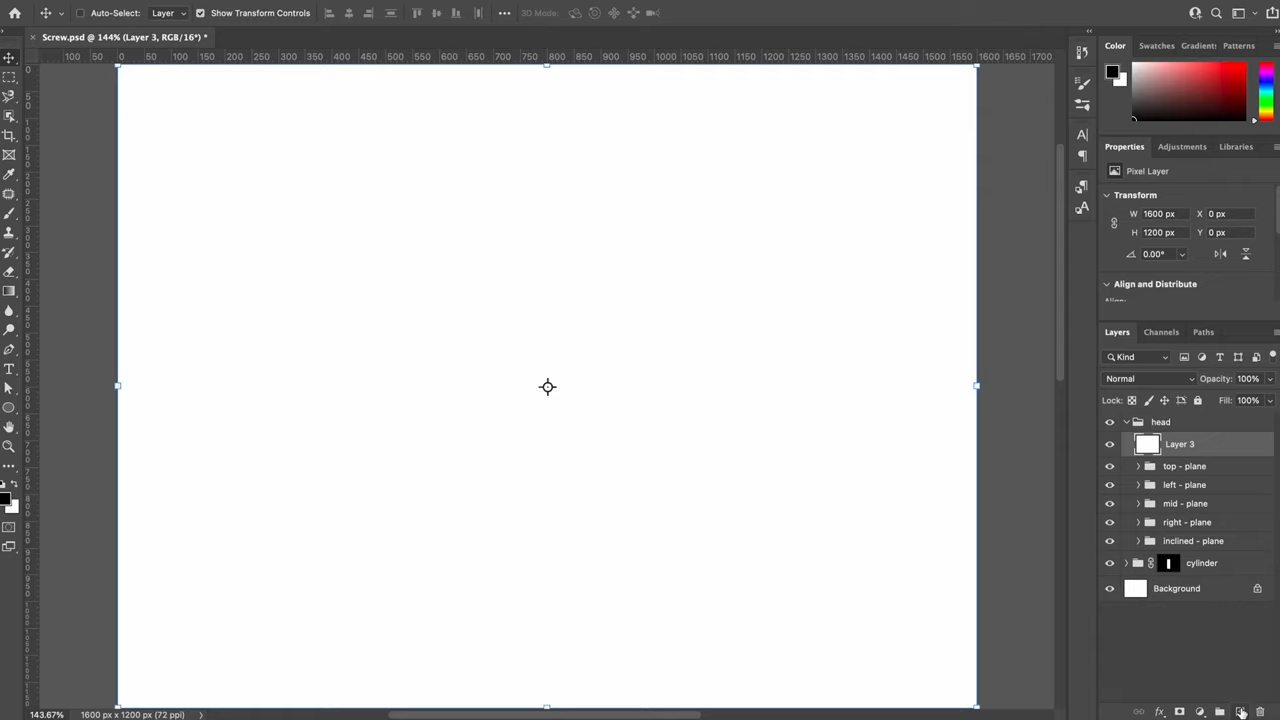 Auto-Select: Layer Show Transform Controls ••• 3D Mode:
× Screw.psd @ 144% (Layer 3, RGB/16*) *
100 50 0 50 100 150 200 250 300 350 400 450 500 550 600 650 700 750 800 850 900 950 1000 1050 1100 1150 1200 1250 1300 1350 1400 1450 1500 1550 1600 1650 1700
Color Swatches Gradients Patterns
Properties Adjustments Libraries
Pixel Layer
Transform
W 1600 px X 0 px
H 1200 px Y 0 px
0.00°
Align and Distribute
Align:
Layers Channels Paths
Kind
Normal Opacity: 100%
Lock: Fill: 100%
head
Layer 3
top - plane
left - plane
mid - plane
right - plane
inclined - plane
cylinder
Background
143.67% 1600 px x 1200 px (72 ppi)